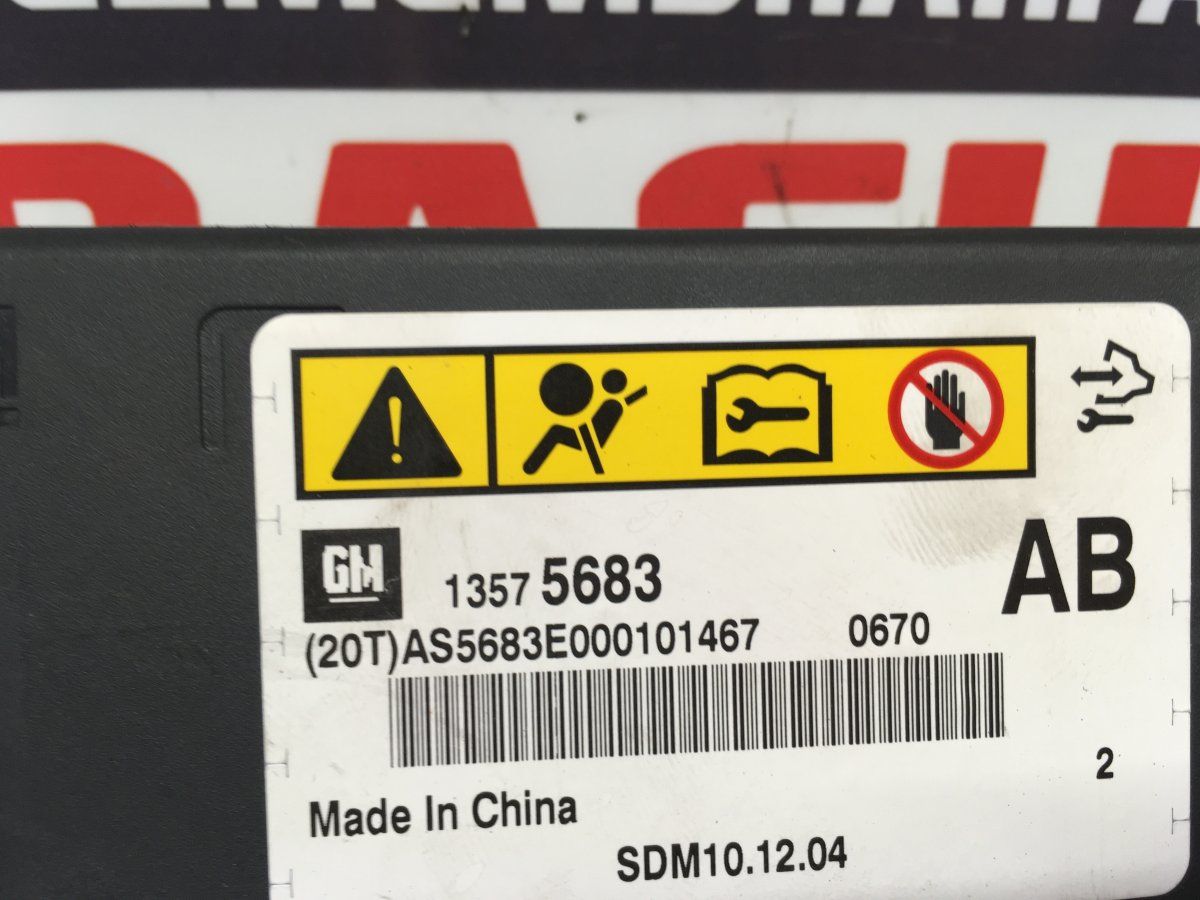 GM
1357 5683
AB
(20T)AS5683E000101467 0670
2
Made In China
SDM10.12.04